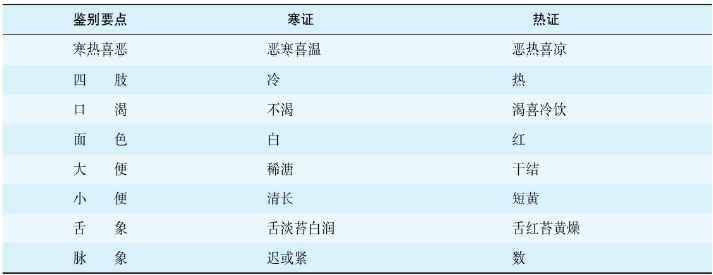 鉴别要点 寒证 热证
寒热喜恶 恶寒喜温 恶热喜凉
四肢 冷 热
口渴 不渴 渴喜冷饮
面色 白 红
大便 稀溏 干结
小便 清长 短黄
舌象 舌淡苔白润 舌红苔黄燥
脉象 迟或紧 数